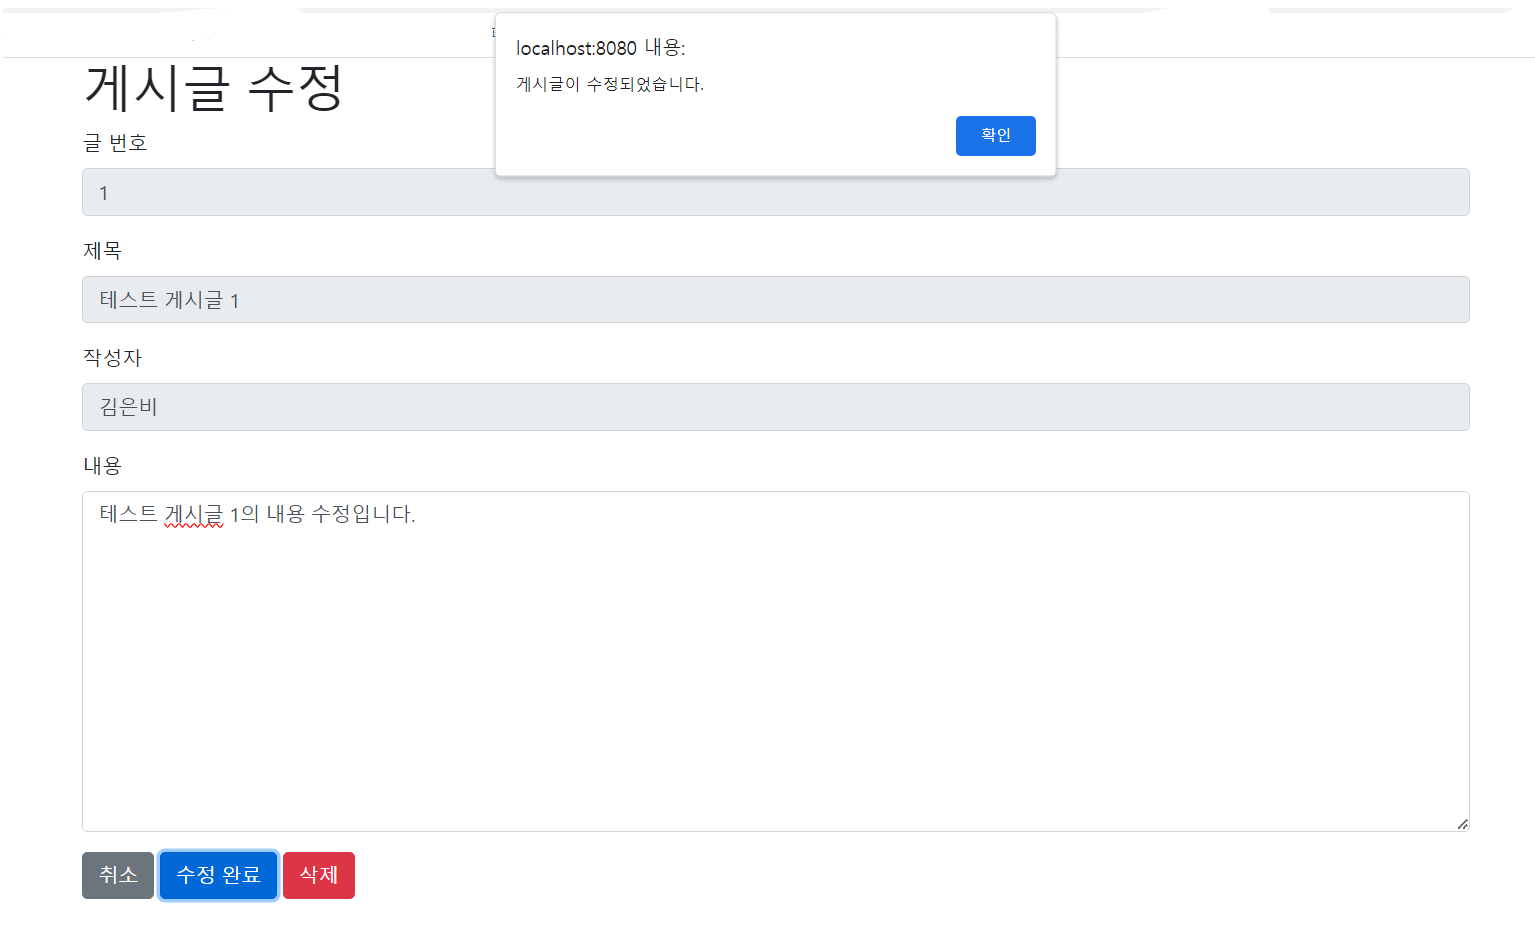 localhost:8080 내용:
게시글이 수정되었습니다.
확인
게시글 수정
글 번호
1
제목
테스트 게시글 1
작성자
김은비
내용
테스트 게시글 1의 내용 수정입니다.
취소 수정 완료 삭제